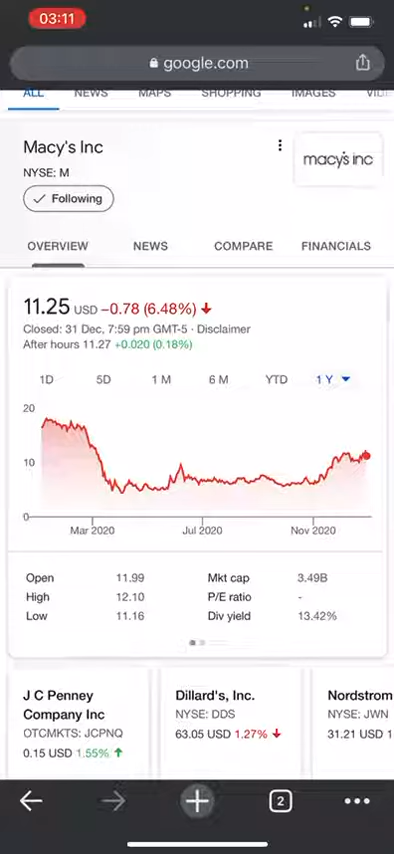 03:11
google.com
ALL NEWS MAPS SHOPPING IMAGES
Macy's Inc
macy's inc
NYSE: M
Following
OVERVIEW NEWS COMPARE FINANCIALS
11.25 USD −0.78 (6.48%)
Closed: 31 Dec, 7:59 pm GMT-5 · Disclaimer
After hours 11.27 +0.020 (0.18%)
1D 5D 1 M 6 M YTD 1 Y
20
10
0
Mar 2020 Jul 2020 Nov 2020
Open 11.99 Mkt cap 3.49B
High 12.10 P/E ratio -
Low 11.16 Div yield 13.42%
J C Penney Dillard's, Inc. Nordstrom
Company Inc NYSE: DDS NYSE: JWN
OTCMKTS: JCPNQ 63.05 USD 1.27% 31.21 USD 1
0.15 USD 1.55%
2